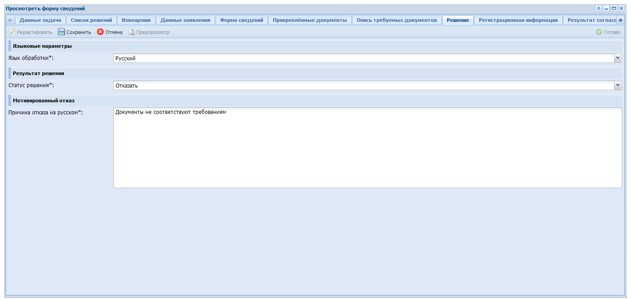 Просмотреть форму сведений
Данные задачи Список решений Извещения Данные заявления Форма сведений Прикреплённые документы Опись требуемых документов Решение Регистрационная информация Результат согласо
Редактировать Сохранить Отмена Предпросмотр Готово
Языковые параметры
Язык обработки*: Русский
Результат решения
Статус решения*: Отказать
Мотивированный отказ
Причина отказа на русском*: Документы не соответствуют требованиям